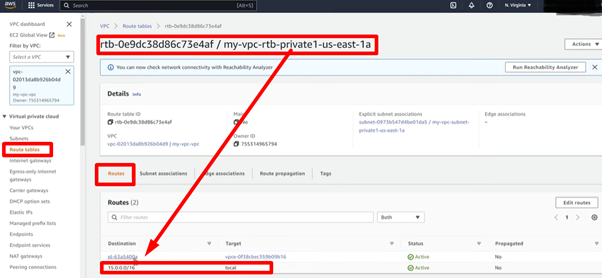 aws
Services
Search
[Alt+S]
N. Virginia
VPC dashboard
EC2 Global View New
Filter by VPC:
Select a VPC
vpc-
02013da8b926b04d
9
my-vpc-vpc
Owner: 755314965794
Virtual private cloud
Your VPCs
Subnets
Route tables
Internet gateways
Egress-only internet
gateways
Carrier gateways
DHCP option sets
Elastic IPs
Managed prefix lists
Endpoints
Endpoint services
NAT gateways
Peering connections
VPC > Route tables > rtb-0e9dc38d86c73e4af
rtb-0e9dc38d86c73e4af / my-vpc-rtb-private1-us-east-1a
Actions
You can now check network connectivity with Reachability Analyzer
Run Reachability Analyzer
Details Info
Route table ID
rtb-0e9dc38d86c73e4af
Main
No
Explicit subnet associations
subnet-0973b547d4be01da3 / my-vpc-subnet-
private1-us-east-1a
Edge associations
–
VPC
vpc-02013da8b926b04d9 | my-vpc-vpc
Owner ID
755314965794
Routes
Subnet associations
Edge associations
Route propagation
Tags
Routes (2)
Edit routes
Filter routes
Both
1
Destination
Target
Status
Propagated
pl-63a5400a
Active
No
15.0.0.0/16
local
Active
No